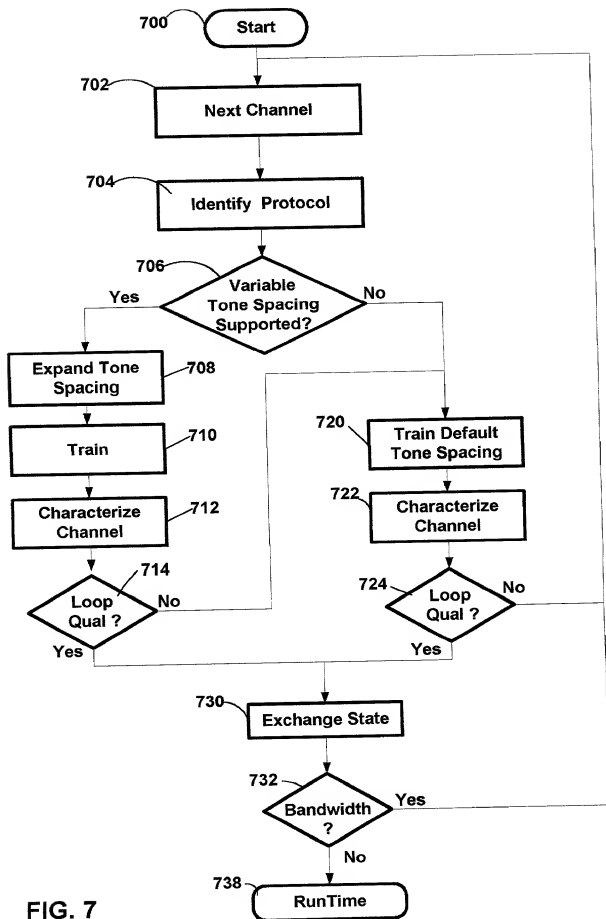 700
Start
702
Next Channel
704
Identify Protocol
706
Variable
Tone Spacing
Supported?
Yes
No
Expand Tone
Spacing
708
Train
710
Characterize
Channel
712
Loop
Qual ?
714
No
Yes
720
Train Default
Tone Spacing
722
Characterize
Channel
724
Loop
Qual ?
No
Yes
730
Exchange State
732
Bandwidth
?
Yes
No
738
RunTime
FIG. 7